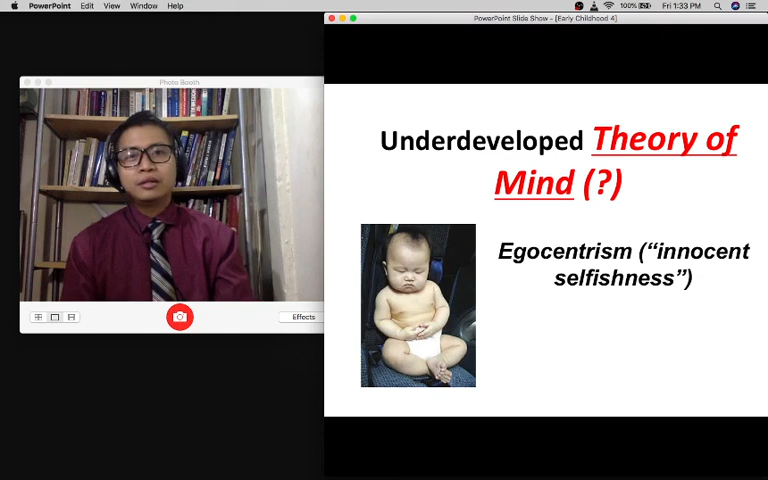 PowerPoint Edit View Window Help
100% Fri 1:33 PM
PowerPoint Slide Show - [Early Childhood 4]
Photo Booth
Underdeveloped Theory of
Mind (?)
Egocentrism (“innocent
selfishness”)
Effects